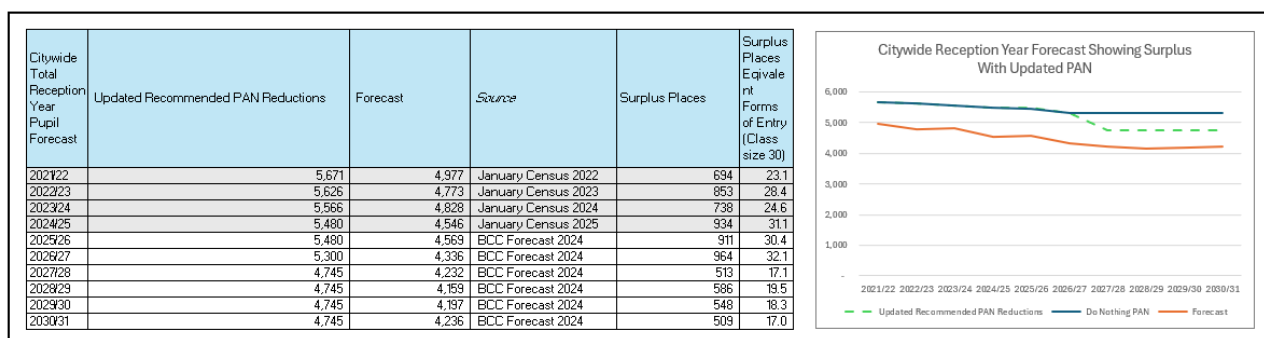 Citywide
Total
Reception
Year
Pupil
Forecast
Updated Recommended PAN Reductions
Forecast
Source
Surplus Places
Surplus
Places
Eqivale
nt
Forms
of Entry
(Class
size 30)
2021/22 5,671 4,977 January Census 2022 694 23.1
2022/23 5,626 4,773 January Census 2023 853 28.4
2023/24 5,566 4,828 January Census 2024 738 24.6
2024/25 5,480 4,546 January Census 2025 934 31.1
2025/26 5,480 4,569 BCC Forecast 2024 911 30.4
2026/27 5,300 4,336 BCC Forecast 2024 964 32.1
2027/28 4,745 4,232 BCC Forecast 2024 513 17.1
2028/29 4,745 4,159 BCC Forecast 2024 586 19.5
2029/30 4,745 4,197 BCC Forecast 2024 548 18.3
2030/31 4,745 4,236 BCC Forecast 2024 509 17.0
Citywide Reception Year Forecast Showing Surplus
With Updated PAN
6,000
5,000
4,000
3,000
2,000
1,000
-
2021/22 2022/23 2023/24 2024/25 2025/26 2026/27 2027/28 2028/29 2029/30 2030/31
Updated Recommended PAN Reductions Do Nothing PAN Forecast